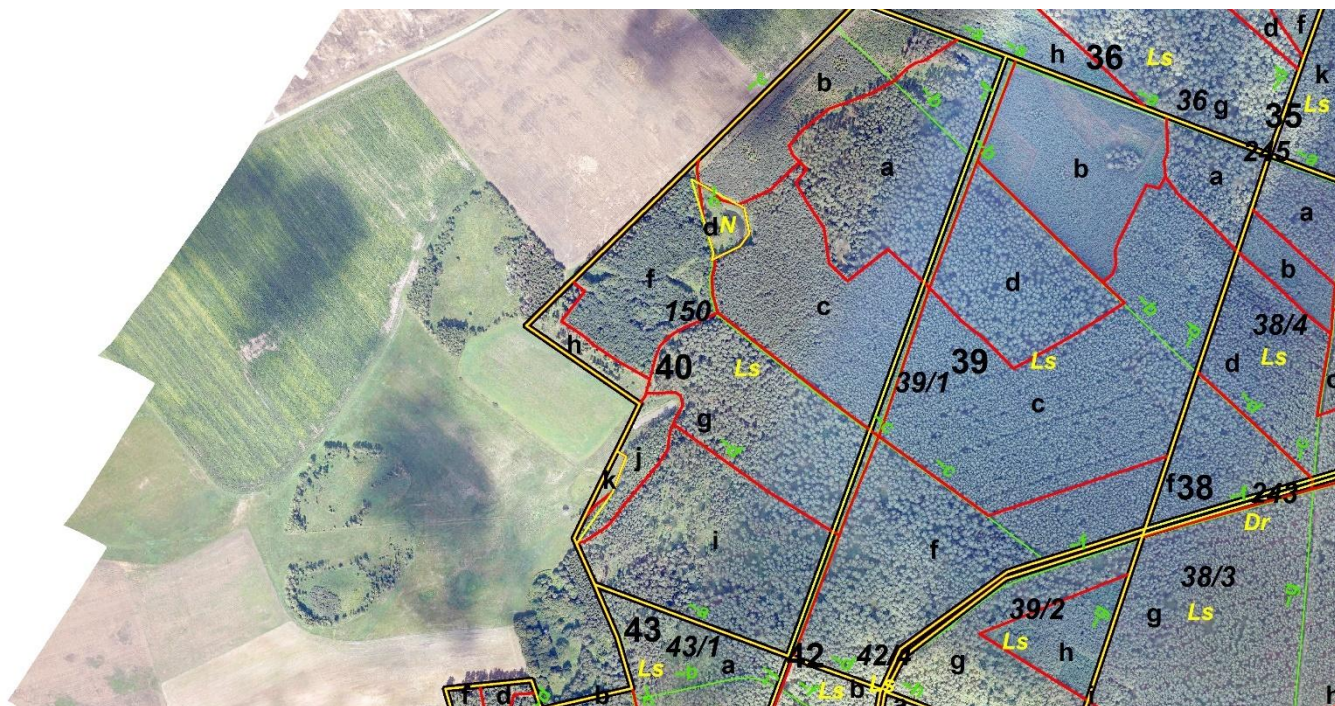 d f
h 36 Ls
k
36 g 35 Ls
b
a b a 245
a
d N
f c d b
150 38/4
h 40 Ls 39/1 39 Ls d Ls
c
g
j
k f 38 243
Dr
i f
38/3
39/2 g Ls
43 43/1 Ls
Ls a 42 42/4 g h
f d b Ls b Ls